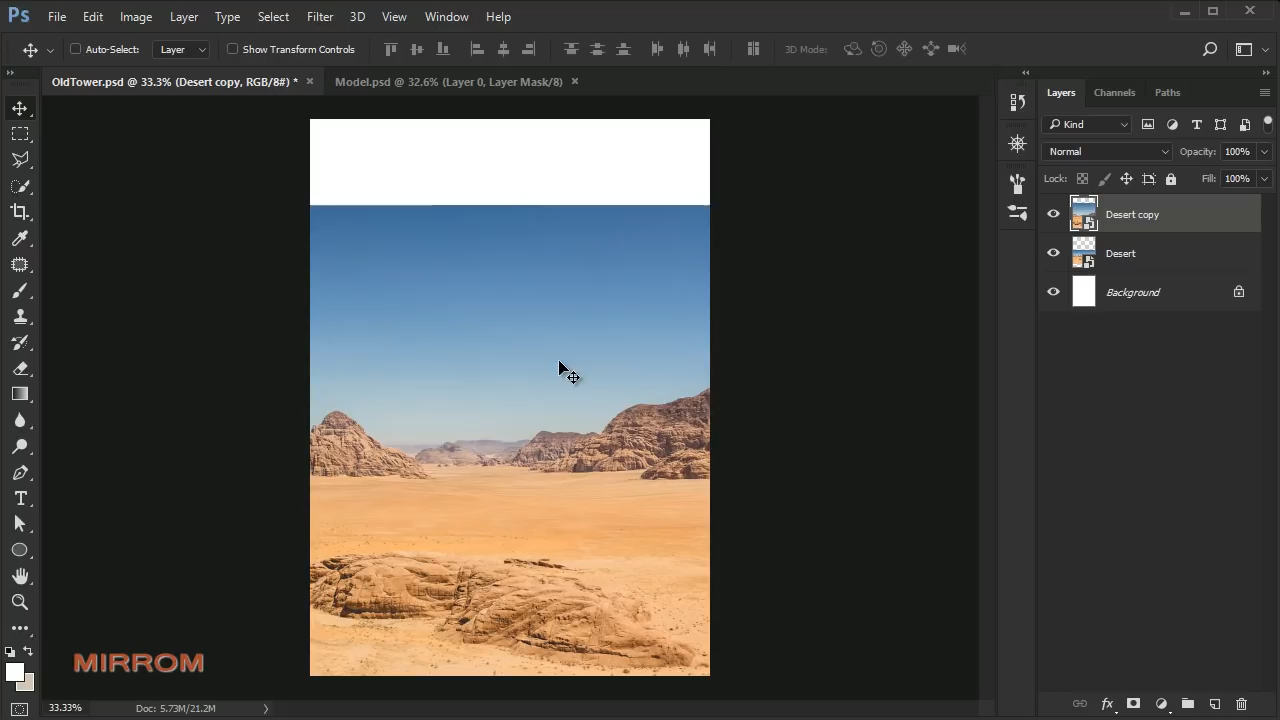 Ps File Edit Image Layer Type Select Filter 3D View Window Help
Auto-Select: Layer Show Transform Controls 3D Mode:
OldTower.psd @ 33.3% (Desert copy, RGB/8#) * × Model.psd @ 32.6% (Layer 0, Layer Mask/8) ×
Layers Channels Paths
Kind
Normal Opacity: 100%
Lock: Fill: 100%
Desert copy
Desert
Background
MIRROM
33.33% Doc: 5.73M/21.2M
fx